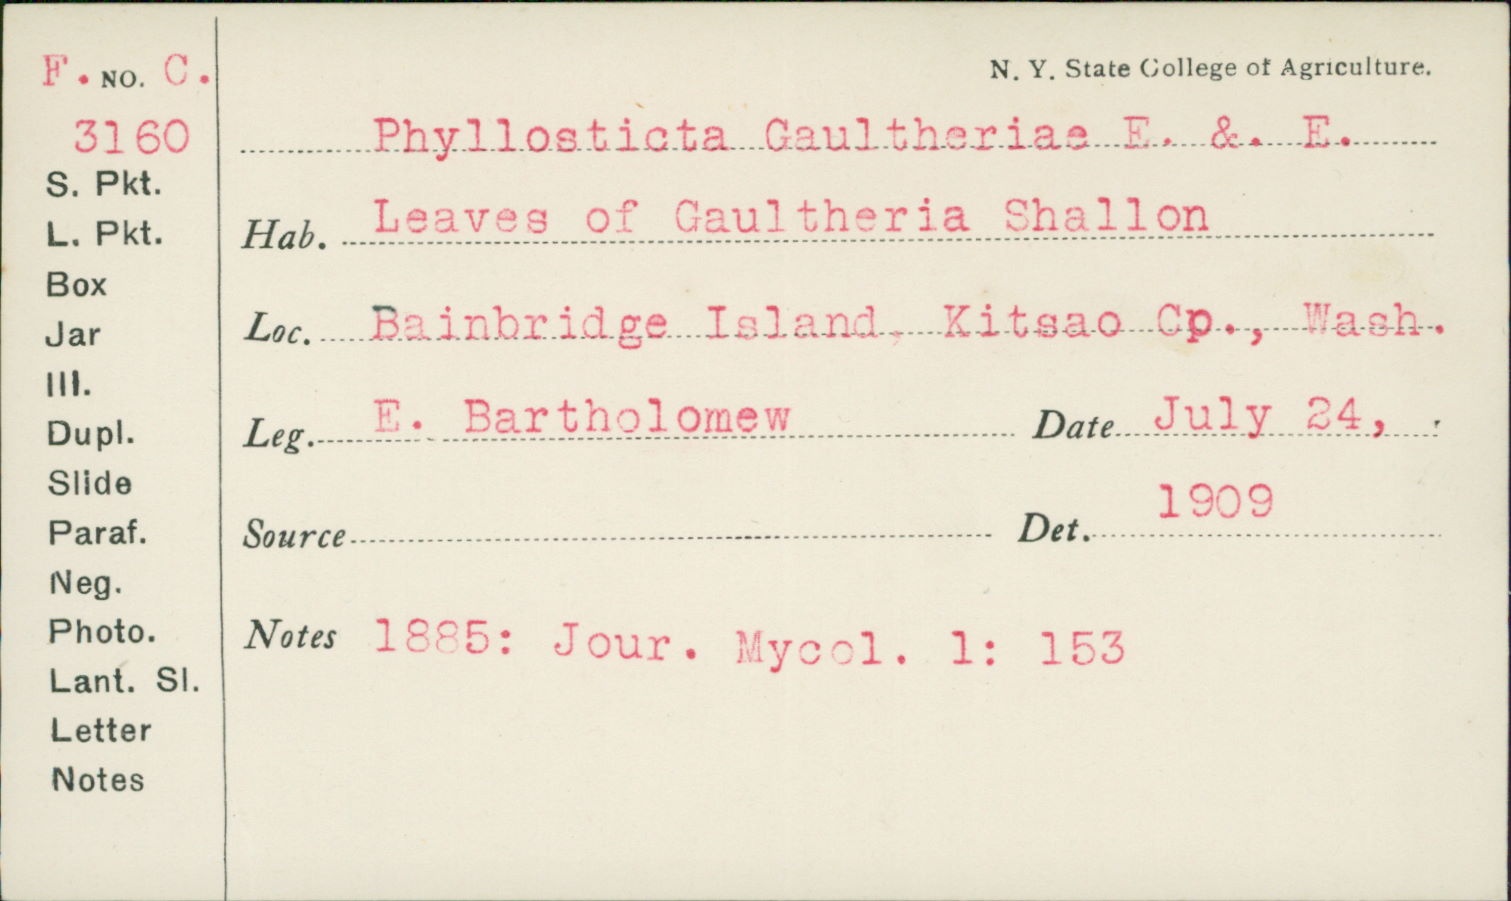 F. NO. C.
3160
S. Pkt.
L. Pkt.
Box
Jar
Ill.
Dupl.
Slide
Paraf.
Neg.
Photo.
Lant. Sl.
Letter
Notes
N. Y. State College of Agriculture.
Phyllosticta Gaultheriae E. &. E.
Hab. Leaves of Gaultheria Shallon
Loc. Bainbridge Island, Kitsao Cp., Wash.
Leg. E. Bartholomew Date July 24,
1909
Source Det.
Notes 1885: Jour. Mycol. 1: 153